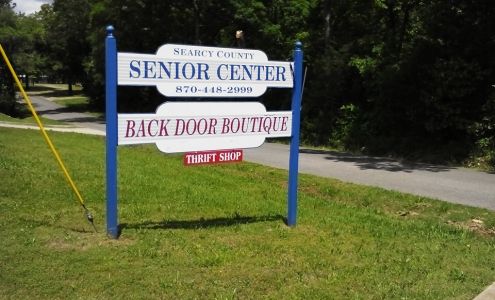 SEARCY COUNTY
SENIOR CENTER
870-448-2999
BACK DOOR BOUTIQUE
THRIFT SHOP